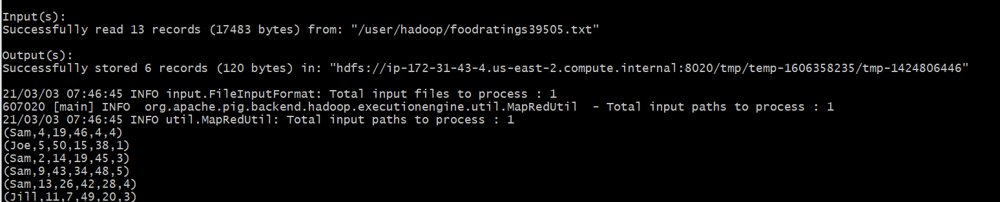 Input(s):
Successfully read 13 records (17483 bytes) from: "/user/hadoop/foodratings39505.txt"
Output(s):
Successfully stored 6 records (120 bytes) in: "hdfs://ip-172-31-43-4.us-east-2.compute.internal:8020/tmp/temp-1606358235/tmp-1424806446"
21/03/03 07:46:45 INFO input.FileInputFormat: Total input files to process : 1
607020 [main] INFO  org.apache.pig.backend.hadoop.executionengine.util.MapRedUtil  - Total input paths to process : 1
21/03/03 07:46:45 INFO util.MapRedUtil: Total input paths to process : 1
(Sam,4,19,46,4,4)
(Joe,5,50,15,38,1)
(Sam,2,14,19,45,3)
(Sam,9,43,34,48,5)
(Sam,13,26,42,28,4)
(Jill,11,7,49,20,3)